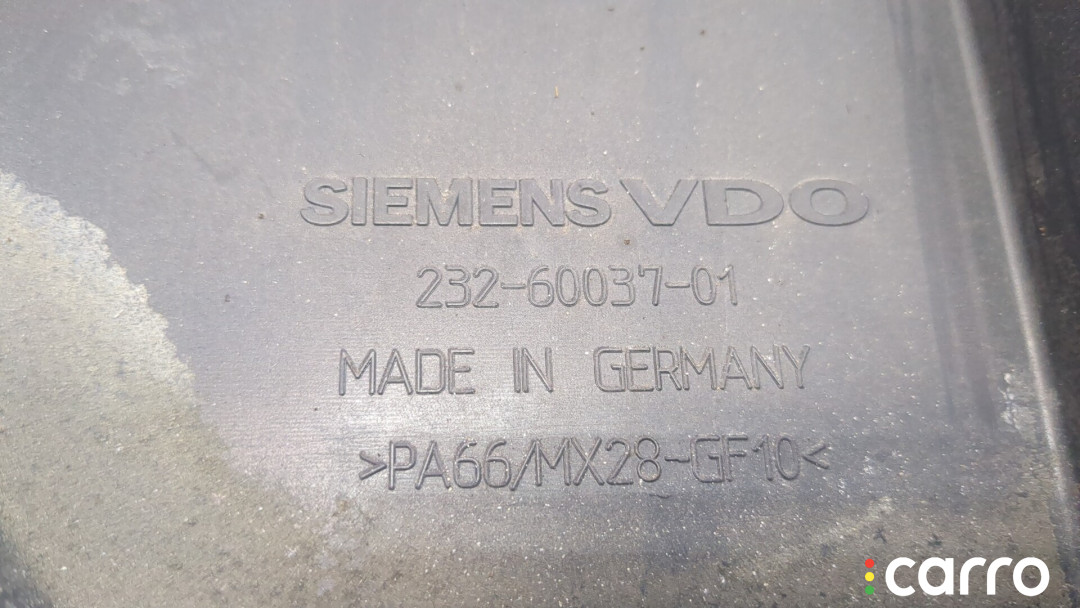 SIEMENS VDO
232-60037-01
MADE IN GERMANY
>PA66/MX28-GF10<
carro